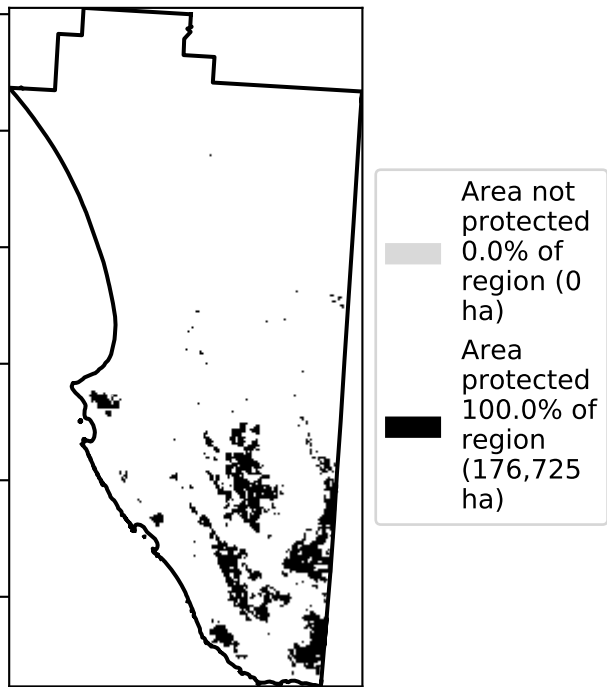 Area not
protected
0.0% of
region (0
ha)
Area
protected
100.0% of
region
(176,725
ha)